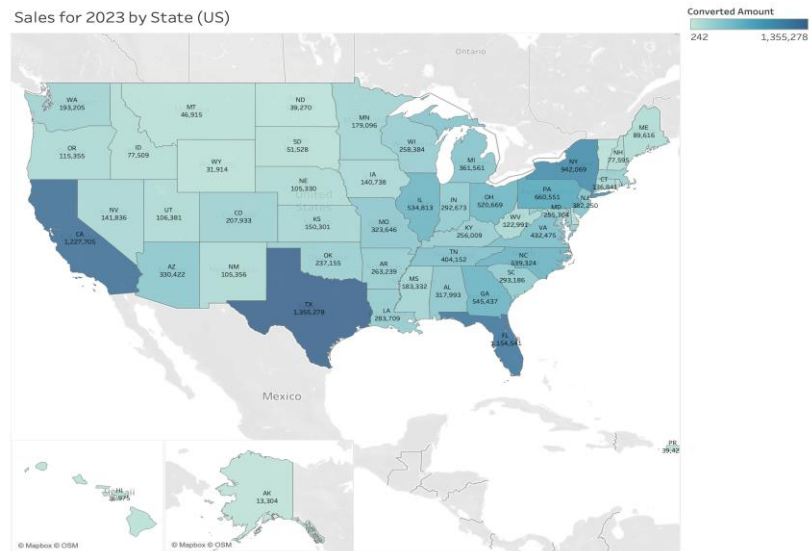 Sales for 2023 by State (US)
Converted Amount
242
1,355,278
Ontario
WA
193,205
MT
46,915
ND
39,270
MN
179,096
ME
89,616
OR
115,355
ID
77,509
SD
51,528
WI
258,384
MI
361,561
NY
942,069
NH
77,595
WY
31,914
IA
140,738
CT
136,841
NE
105,330
PA
660,551
NJ
382,250
NV
141,836
UT
106,381
CO
207,933
United States
IL
534,813
IN
292,673
OH
520,669
MD
WV
122,991
KS
150,301
MO
323,646
KY
256,009
VA
432,475
CA
1,227,705
AZ
330,422
NM
105,356
OK
237,155
AR
263,239
TN
404,152
NC
SC
293,186
MS
183,332
AL
317,993
GA
545,437
TX
1,355,278
LA
283,709
FL
Mexico
PR
39,42
HI
AK
13,304
© Mapbox © OSM
© Mapbox © OSM